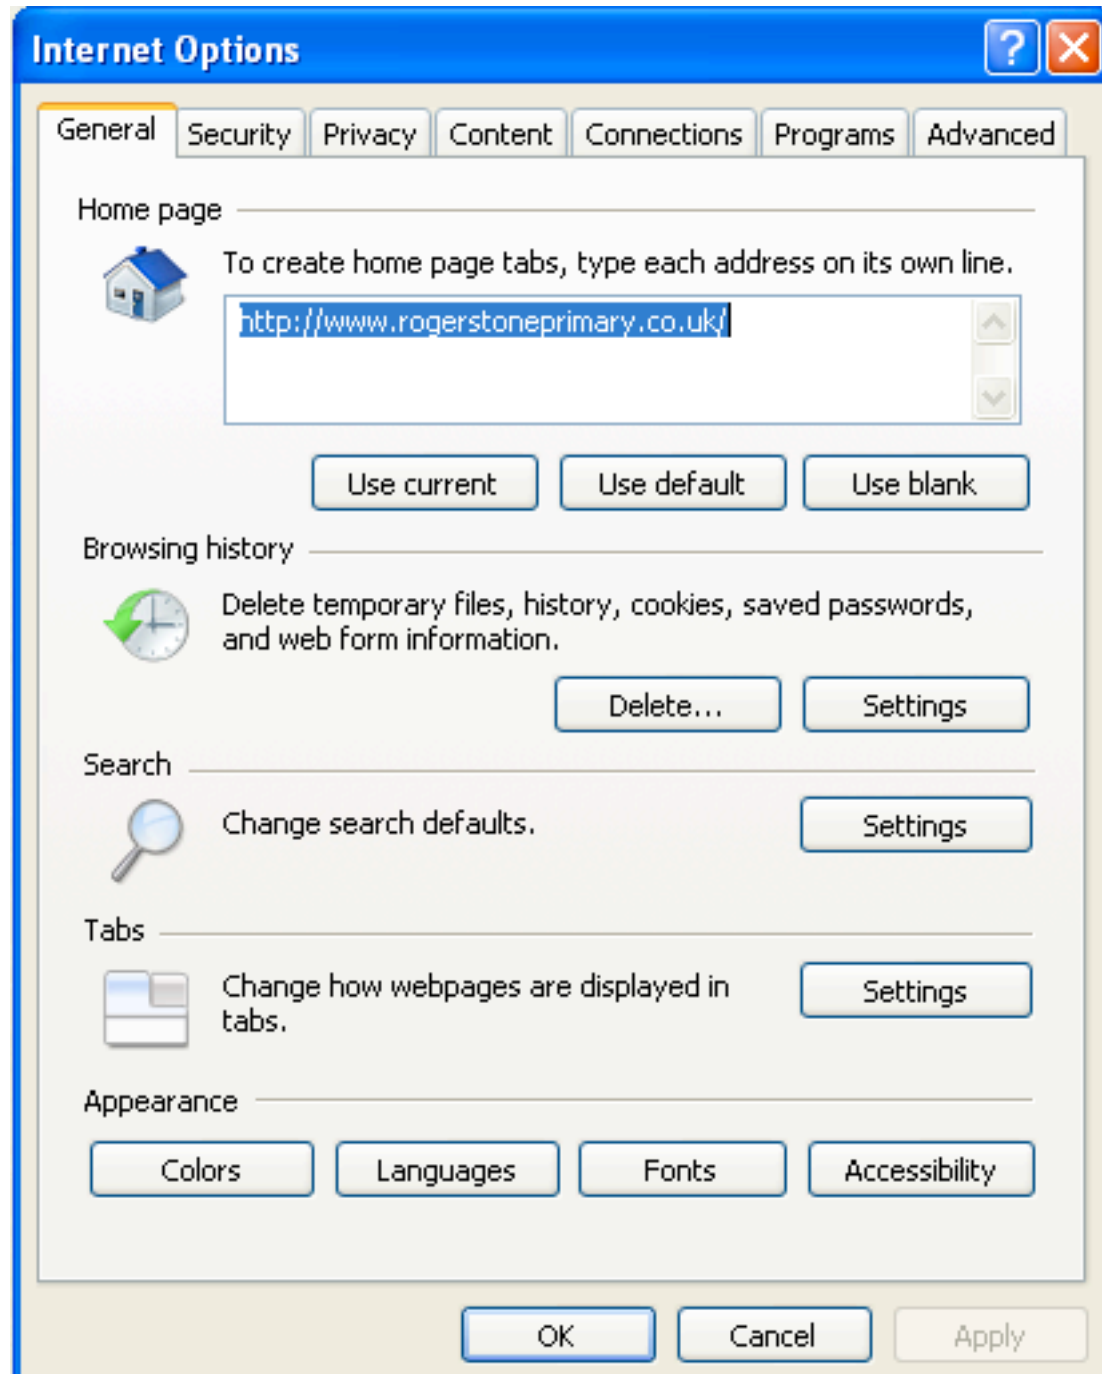 Internet Options
General Security Privacy Content Connections Programs Advanced
Home page
To create home page tabs, type each address on its own line.
http://www.rogerstoneprimary.co.uk/
Use current Use default Use blank
Browsing history
Delete temporary files, history, cookies, saved passwords,
and web form information.
Delete... Settings
Search
Change search defaults. Settings
Tabs
Change how webpages are displayed in
tabs.
Settings
Appearance
Colors Languages Fonts Accessibility
OK Cancel Apply